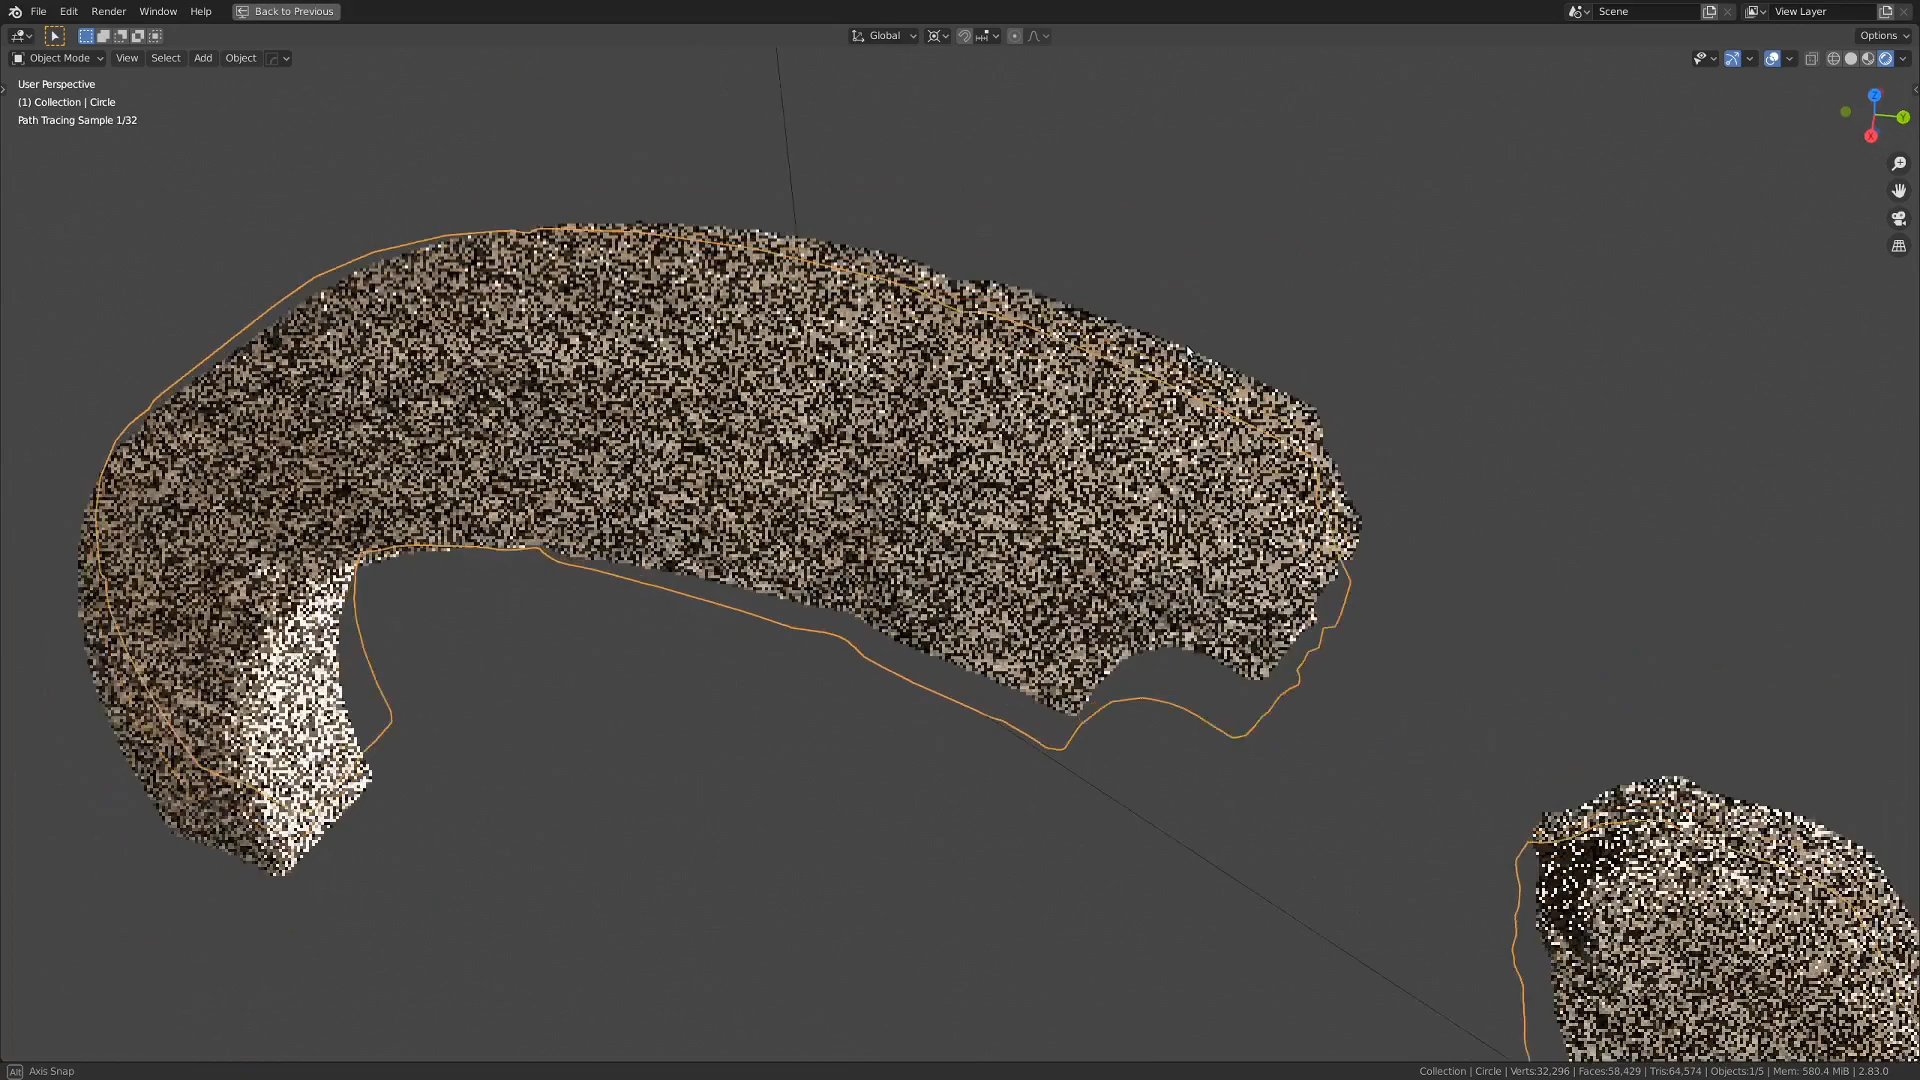 File Edit Render Window Help Back to Previous Scene View Layer
Global Options
Object Mode View Select Add Object
User Perspective
(1) Collection | Circle
Path Tracing Sample 1/32
Z
Y
X
Alt Axis Snap Collection | Circle | Verts:32,296 | Faces:58,429 | Tris:64,574 | Objects:1/5 | Mem: 580.4 MiB | 2.83.0